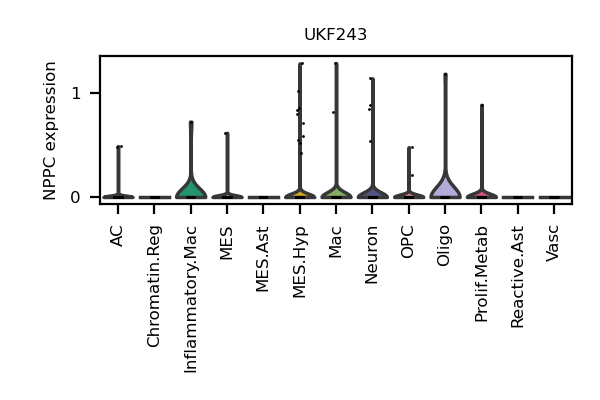 UKF243
NPPC expression
1
0
AC
Chromatin.Reg
Inflammatory.Mac
MES
MES.Ast
MES.Hyp
Mac
Neuron
OPC
Oligo
Prolif.Metab
Reactive.Ast
Vasc